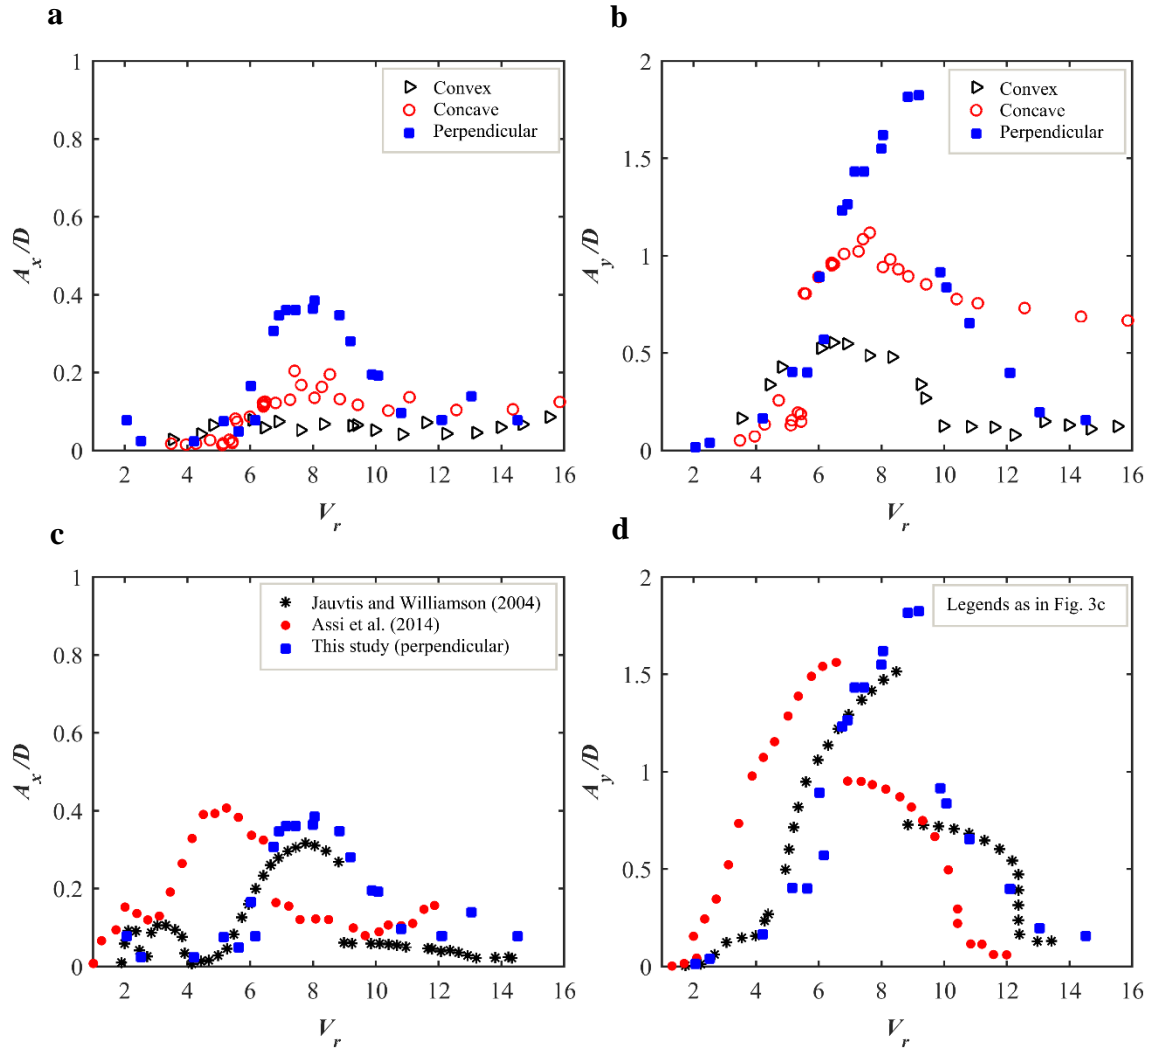 a
1
0.8
0.6
0.4
0.2
0
2 4 6 8 10 12 14 16
A_x/D
V_r
Convex
Concave
Perpendicular
b
2
1.5
1
0.5
0
2 4 6 8 10 12 14 16
A_y/D
V_r
Convex
Concave
Perpendicular
c
1
0.8
0.6
0.4
0.2
0
2 4 6 8 10 12 14 16
A_x/D
V_r
Jauvtis and Williamson (2004)
Assi et al. (2014)
This study (perpendicular)
d
2
1.5
1
0.5
0
2 4 6 8 10 12 14 16
A_y/D
V_r
Legends as in Fig. 3c